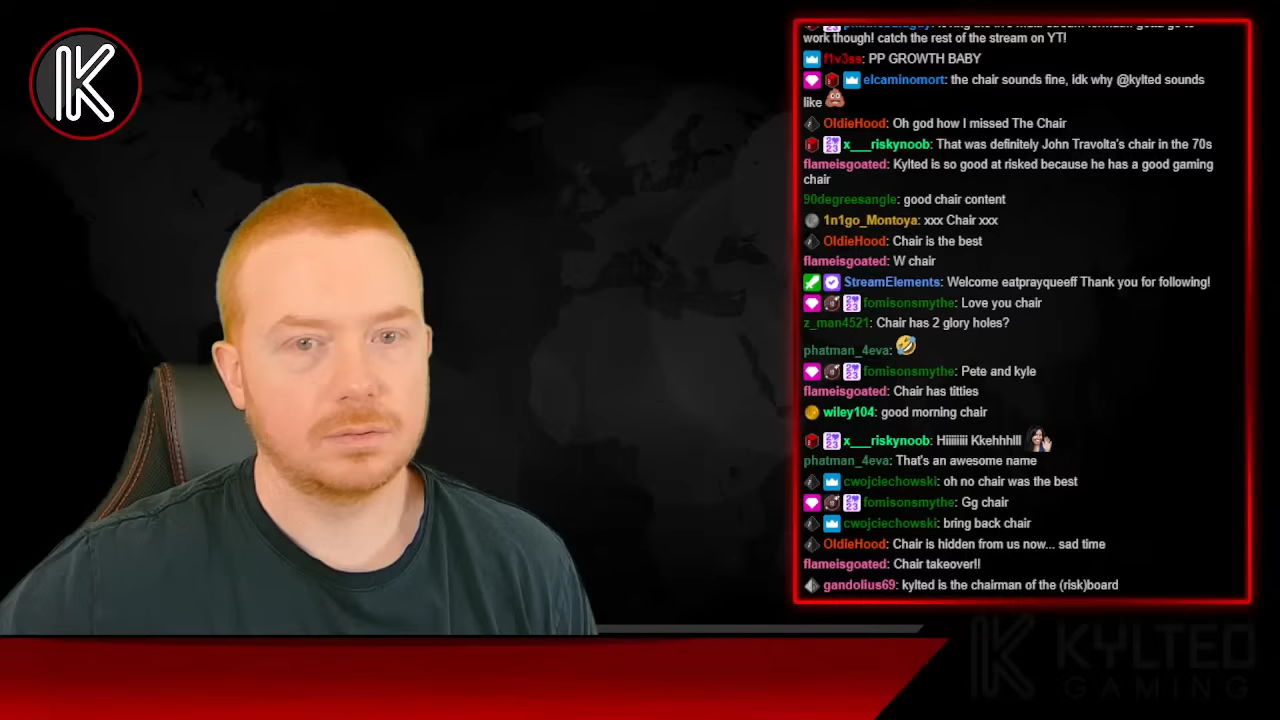 K
work though! catch the rest of the stream on YT!
f1v3ss: PP GROWTH BABY
elcaminomort: the chair sounds fine, idk why @kylted sounds
like 💩
OldieHood: Oh god how I missed The Chair
x___riskynoob: That was definitely John Travolta's chair in the 70s
flameisgoated: Kylted is so good at risked because he has a good gaming
chair
90degreesangle: good chair content
1n1go_Montoya: xxx Chair xxx
OldieHood: Chair is the best
flameisgoated: W chair
StreamElements: Welcome eatprayqueeff Thank you for following!
fomisonsmythe: Love you chair
z_man4521: Chair has 2 glory holes?
phatman_4eva: 🤣
fomisonsmythe: Pete and kyle
flameisgoated: Chair has titties
wiley104: good morning chair
x___riskynoob: Hiiiiiiii Kkehhhlll
phatman_4eva: That's an awesome name
cwojciechowski: oh no chair was the best
fomisonsmythe: Gg chair
cwojciechowski: bring back chair
OldieHood: Chair is hidden from us now... sad time
flameisgoated: Chair takeover!!
gandolius69: kylted is the chairman of the (risk)board
K KYLTED
GAMING